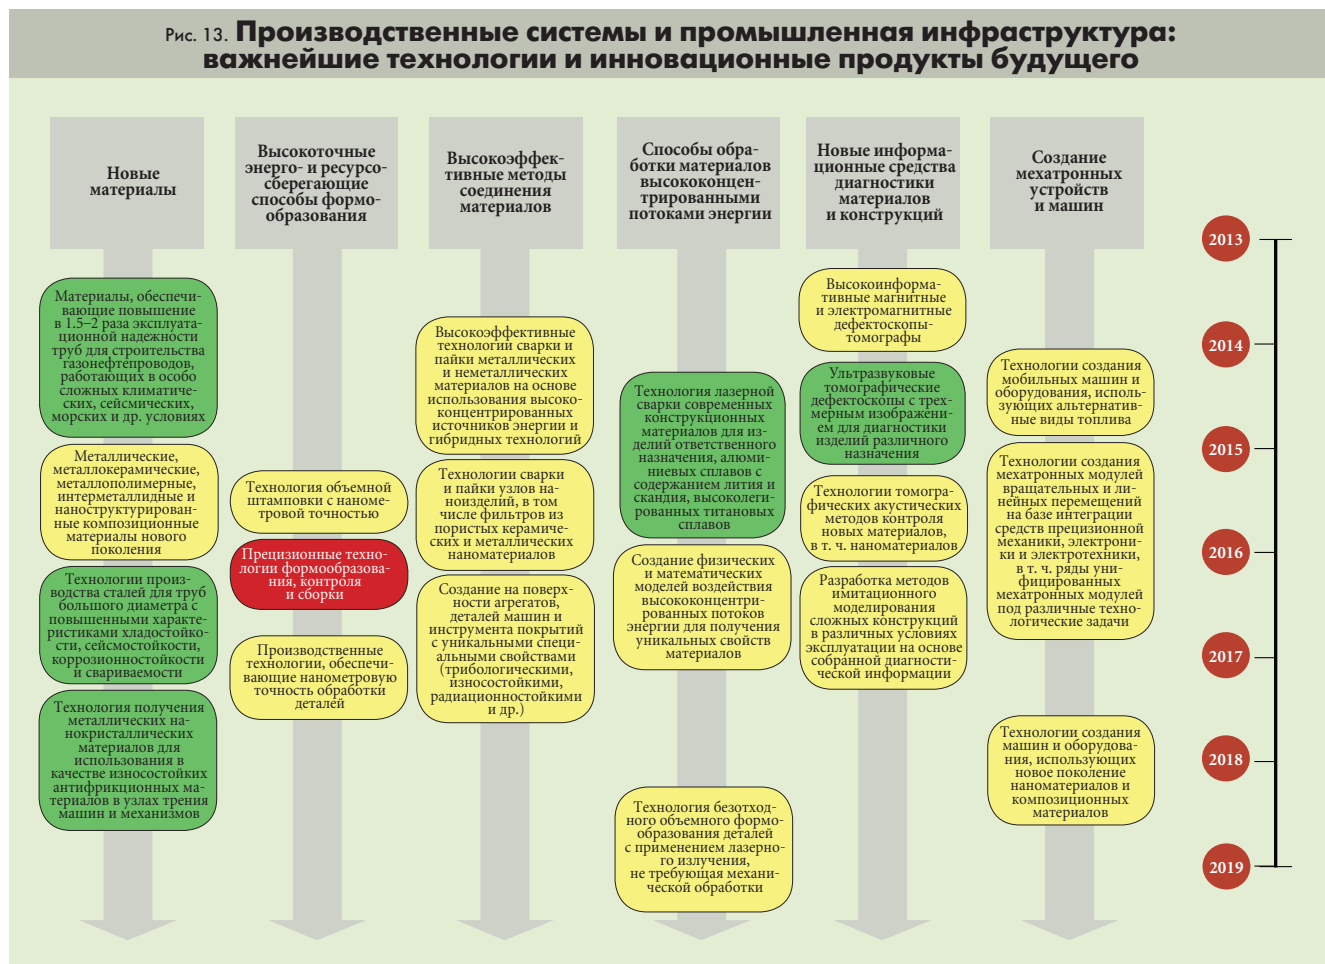 Рис. 13. Производственные системы и промышленная инфраструктура:
важнейшие технологии и инновационные продукты будущего
Новые
материалы
Высокоточные
энерго- и ресурсо-
сберегающие
способы формо-
образования
Высокоэффек-
тивные методы
соединения
материалов
Способы обра-
ботки материалов
высококонцен-
трированными
потоками энергии
Новые информа-
ционные средства
диагностики
материалов
и конструкций
Создание
мехатронных
устройств
и машин
Материалы, обеспечи-
вающие повышение
в 1.5–2 раза эксплуата-
ционной надежности
труб для строительства
газонефтепроводов,
работающих в особо
сложных климатиче-
ских, сейсмических,
морских и др. условиях
Металлические,
металлокерамические,
металлополимерные,
интерметаллидные и
наноструктурирован-
ные композиционные
материалы нового
поколения
Технологии произ-
водства сталей для труб
большого диаметра с
повышенными характе-
ристиками хладостойко-
сти, сейсмостойкости,
коррозионностойкости
и свариваемости
Технология получения
металлических на-
нокристаллических
материалов для
использования в
качестве износостойких
антифрикционных ма-
териалов в узлах трения
машин и механизмов
Технология объемной
штамповки с наноме-
тровой точностью
Прецизионные техно-
логии формообразова-
ния, контроля
и сборки
Производственные
технологии, обеспечи-
вающие нанометровую
точность обработки
деталей
Высокоэффективные
технологии сварки и
пайки металлических
и неметаллических
материалов на основе
использования высоко-
концентрированных
источников энергии и
гибридных технологий
Технологии сварки
и пайки узлов на-
ноизделий, в том
числе фильтров из
пористых керамиче-
ских и металлических
наноматериалов
Создание на поверх-
ности агрегатов,
деталей машин и
инструмента покрытий
с уникальными специ-
альными свойствами
(трибологическими,
износостойкими,
радиационностойкими
и др.)
Технология лазерной
сварки современных
конструкционных
материалов для из-
делий ответственного
назначения, алюми-
ниевых сплавов с
содержанием лития и
скандия, высоколеги-
рованных титановых
сплавов
Создание физических
и математических
моделей воздействия
высококонцентри-
рованных потоков
энергии для получения
уникальных свойств
материалов
Технология безотход-
ного объемного формо-
образования деталей
с применением лазерно-
го излучения,
не требующая механи-
ческой обработки
Высокоинформа-
тивные магнитные
и электромагнитные
дефектоскопы-
томографы
Ультразвуковые
томографические
дефектоскопы с трех-
мерным изображени-
ем для диагностики
изделий различного
назначения
Технологии томогра-
фических акустических
методов контроля
новых материалов,
в т. ч. наноматериалов
Разработка методов
имитационного
моделирования
сложных конструкций
в различных условиях
эксплуатации на основе
собранной диагности-
ческой информации
Технологии создания
мобильных машин и
оборудования, исполь-
зующих альтернатив-
ные виды топлива
Технологии создания
мехатронных модулей
вращательных и ли-
нейных перемещений
на базе интеграции
средств прецизионной
механики, электрони-
ки и электротехники,
в т. ч. ряды уни-
фицированных
мехатронных модулей
под различные техно-
логические задачи
Технологии создания
машин и оборудова-
ния, использующих
новое поколение
наноматериалов и
композиционных
материалов
2013
2014
2015
2016
2017
2018
2019